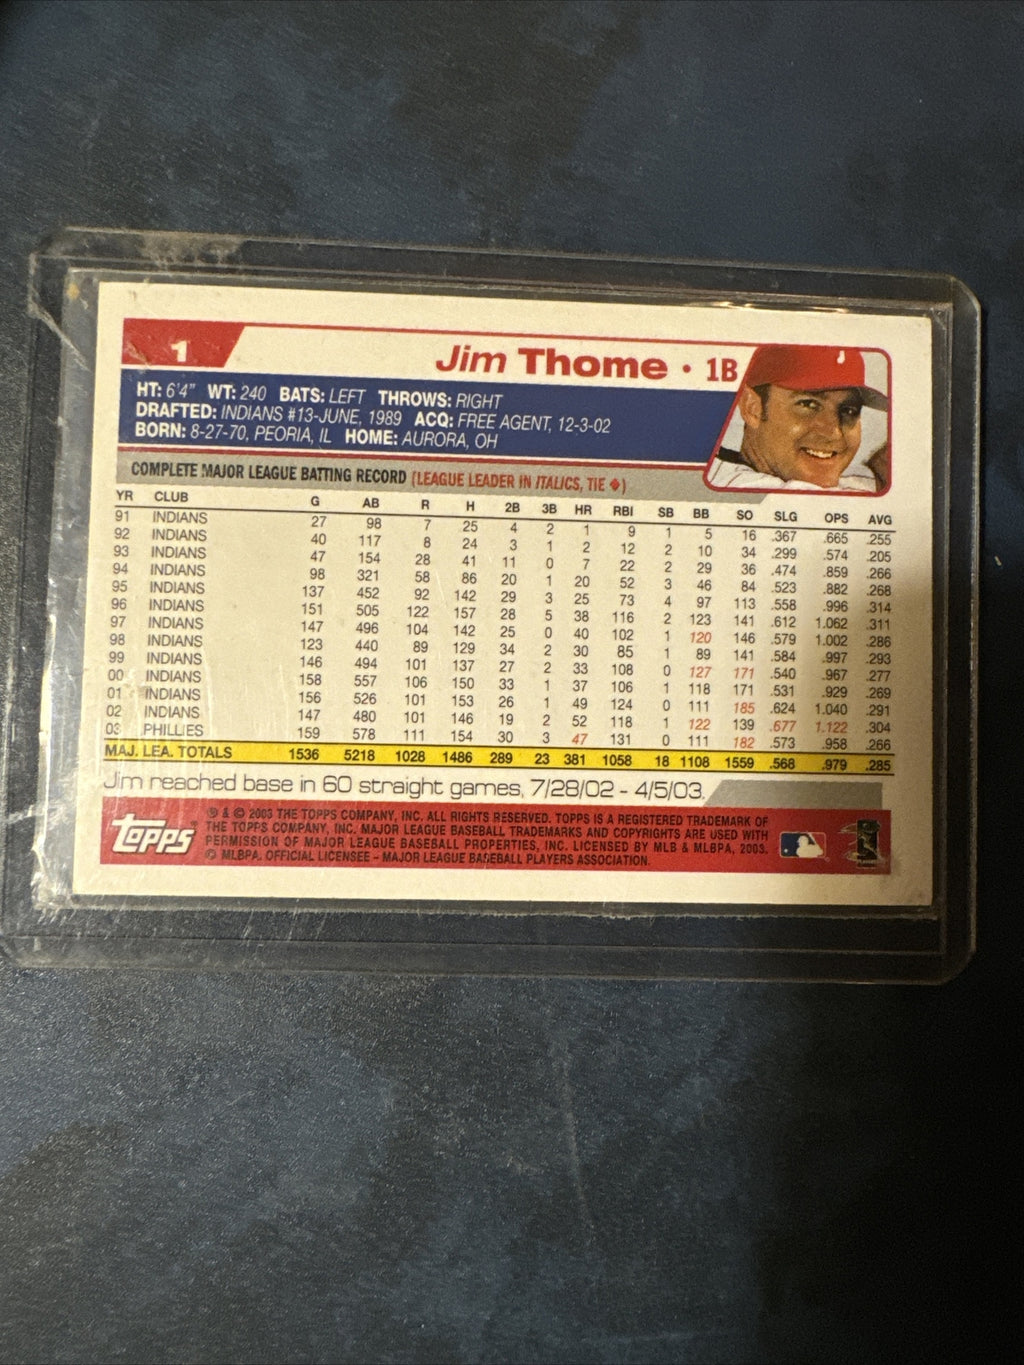 1
Jim Thome • 1B
HT: 6'4" WT: 240 BATS: LEFT THROWS: RIGHT
DRAFTED: INDIANS #13-JUNE, 1989 ACQ: FREE AGENT, 12-3-02
BORN: 8-27-70, PEORIA, IL HOME: AURORA, OH
COMPLETE MAJOR LEAGUE BATTING RECORD (LEAGUE LEADER IN ITALICS, TIE ◆)
YR CLUB G AB R H 2B 3B HR RBI SB BB SO SLG OPS AVG
91 INDIANS 27 98 7 25 4 2 1 9 1 5 16 .367 .665 .255
92 INDIANS 40 117 8 24 3 1 2 12 2 10 34 .299 .574 .205
93 INDIANS 47 154 28 41 11 0 7 22 2 29 36 .474 .859 .266
94 INDIANS 98 321 58 86 20 1 20 52 3 46 84 .523 .882 .268
95 INDIANS 137 452 92 142 29 3 25 73 4 97 113 .558 .996 .314
96 INDIANS 151 505 122 157 28 5 38 116 2 123 141 .612 1.062 .311
97 INDIANS 147 496 104 142 25 0 40 102 1 120 146 .579 1.002 .286
98 INDIANS 123 440 89 129 34 2 30 85 1 89 141 .584 .997 .293
99 INDIANS 146 494 101 137 27 2 33 108 0 127 171 .540 .967 .277
00 INDIANS 158 557 106 150 33 1 37 106 1 118 171 .531 .929 .269
01 INDIANS 156 526 101 153 26 1 49 124 0 111 185 .624 1.040 .291
02 INDIANS 147 480 101 146 19 2 52 118 1 122 139 .677 1.122 .304
03 PHILLIES 159 578 111 154 30 3 47 131 0 111 182 .573 .958 .266
MAJ. LEA. TOTALS 1536 5218 1028 1486 289 23 381 1058 18 1108 1559 .568 .979 .285
Jim reached base in 60 straight games, 7/28/02 - 4/5/03.
topps
® & © 2003 THE TOPPS COMPANY, INC. ALL RIGHTS RESERVED. TOPPS IS A REGISTERED TRADEMARK OF
THE TOPPS COMPANY, INC. MAJOR LEAGUE BASEBALL TRADEMARKS AND COPYRIGHTS ARE USED WITH
PERMISSION OF MAJOR LEAGUE BASEBALL PROPERTIES, INC. LICENSED BY MLB & MLBPA, 2003.
© MLBPA. OFFICIAL LICENSEE – MAJOR LEAGUE BASEBALL PLAYERS ASSOCIATION.